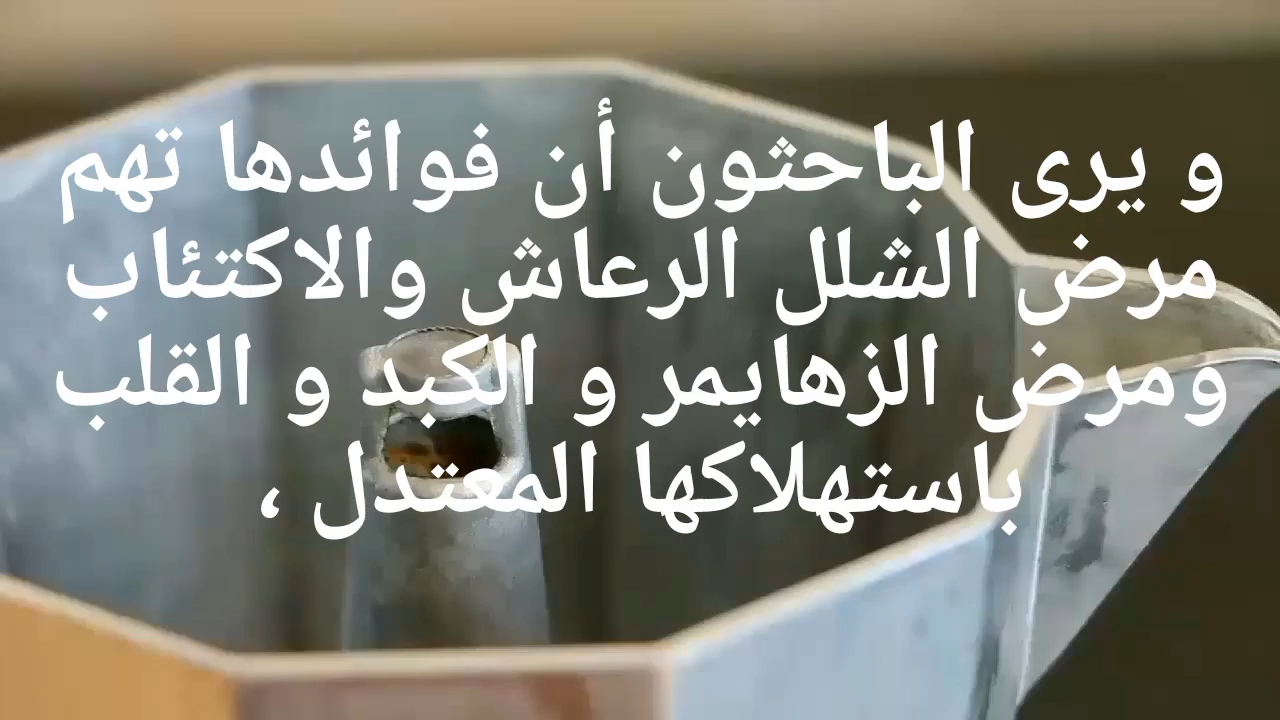 و يرى الباحثون أن فوائدها تهم
مرض الشلل الرعاش والاكتئاب
ومرض الزهايمر و الكبد و القلب
باستهلاكها المعتدل ،